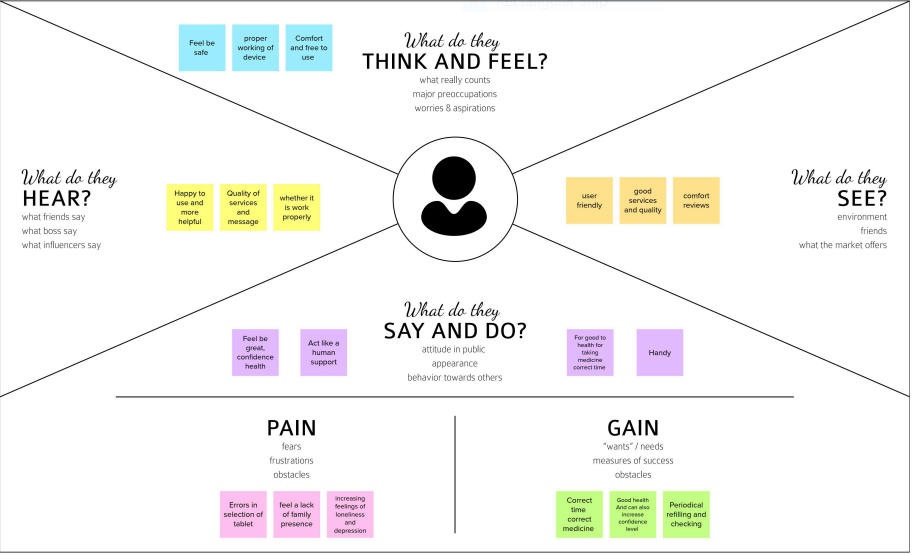 What do they
THINK AND FEEL?
what really counts
major preoccupations
worries & aspirations
Feel be
safe
proper
working of
device
Comfort
and free to
use
What do they
HEAR?
what friends say
what boss say
what influencers say
Happy to
use and
more
helpful
Quality of
services
and
message
whether it
is work
properly
user
friendly
good
services
and quality
comfort
reviews
What do they
SEE?
environment
friends
what the market offers
What do they
SAY AND DO?
attitude in public
appearance
behavior towards others
Feel be
great,
confidence
health
Act like a
human
support
For good to
health for
taking
medicine
correct time
Handy
PAIN
fears
frustrations
obstacles
Errors in
selection of
tablet
feel a lack
of family
presence
increasing
feelings of
loneliness
and
depression
GAIN
"wants" / needs
measures of success
obstacles
Correct
time
correct
medicine
Good health
And can also
increase
confidence
level
Periodical
refilling and
checking